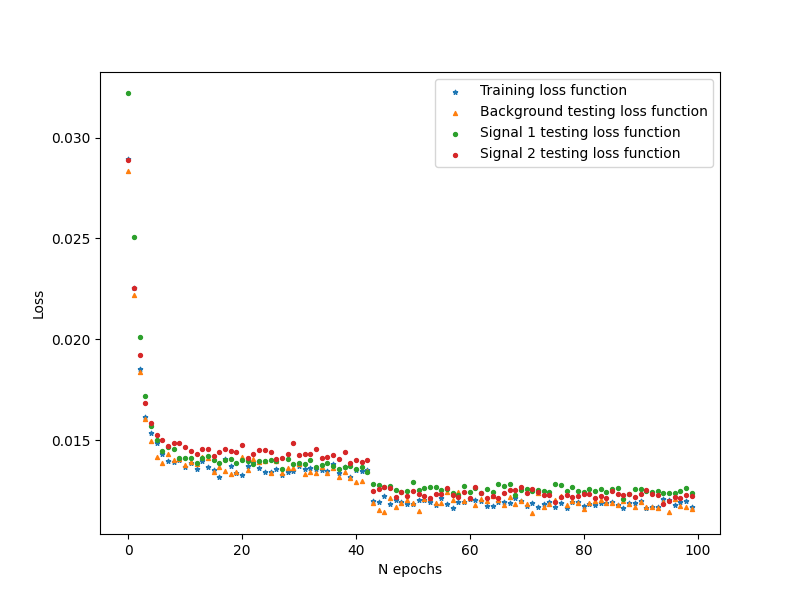 Training loss function
Background testing loss function
Signal 1 testing loss function
Signal 2 testing loss function
0.030
0.025
0.020
0.015
Loss
0 20 40 60 80 100
N epochs